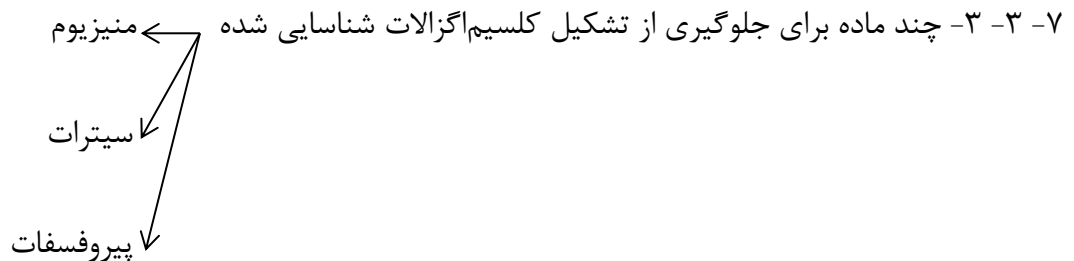 ۷- ۳- ۳- چند ماده برای جلوگیری از تشکیل کلسیم‌اگزالات شناسایی شده منیزیوم
سیترات
پیروفسفات